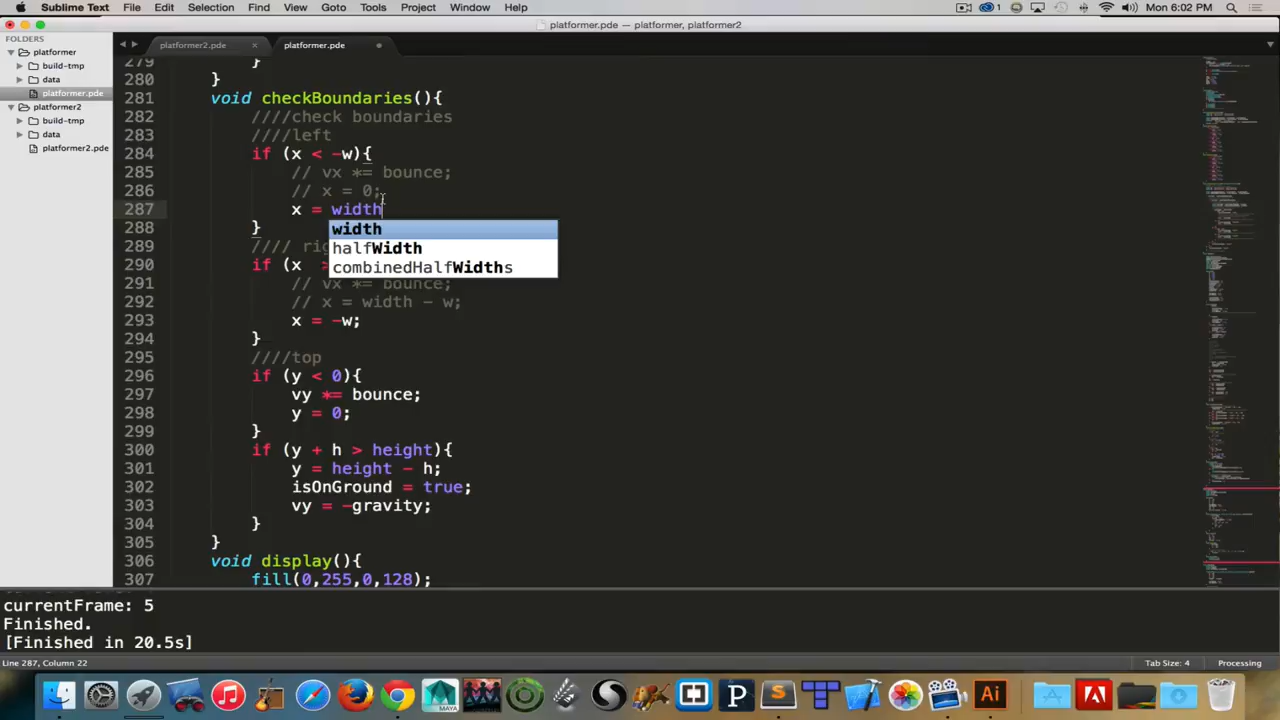 Sublime Text File Edit Selection Find View Goto Tools Project Window Help
1 Mon 6:02 PM
platformer.pde — platformer, platformer2
FOLDERS
platformer
build-tmp
data
platformer.pde
platformer2
build-tmp
data
platformer2.pde
platformer2.pde × platformer.pde
279 }
280 }
281 void checkBoundaries(){
282 ////check boundaries
283 ////left
284 if (x < -w){
285 // vx *= bounce;
286 // x = 0;
287 x = width
288 }
289 //// ri
290 if (x >
291 // vx *= bounce;
292 // x = width - w;
293 x = -w;
294 }
295 ////top
296 if (y < 0){
297 vy *= bounce;
298 y = 0;
299 }
300 if (y + h > height){
301 y = height - h;
302 isOnGround = true;
303 vy = -gravity;
304 }
305 }
306 void display(){
307 fill(0,255,0,128);
width
halfWidth
combinedHalfWidths
currentFrame: 5
Finished.
[Finished in 20.5s]
Line 287, Column 22 Tab Size: 4 Processing
MAYA
P
S
Ai